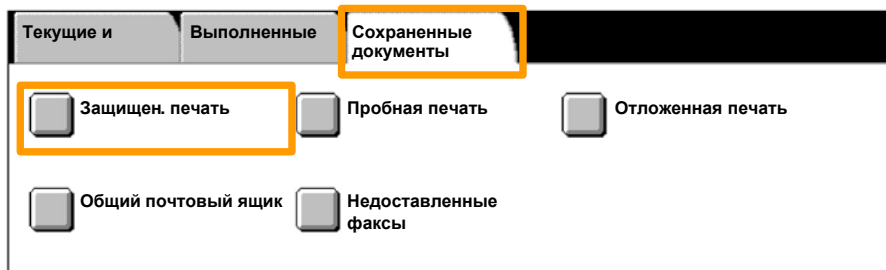 Текущие и
Выполненные
Сохраненные
документы
Защищен. печать
Пробная печать
Отложенная печать
Общий почтовый ящик
Недоставленные
факсы